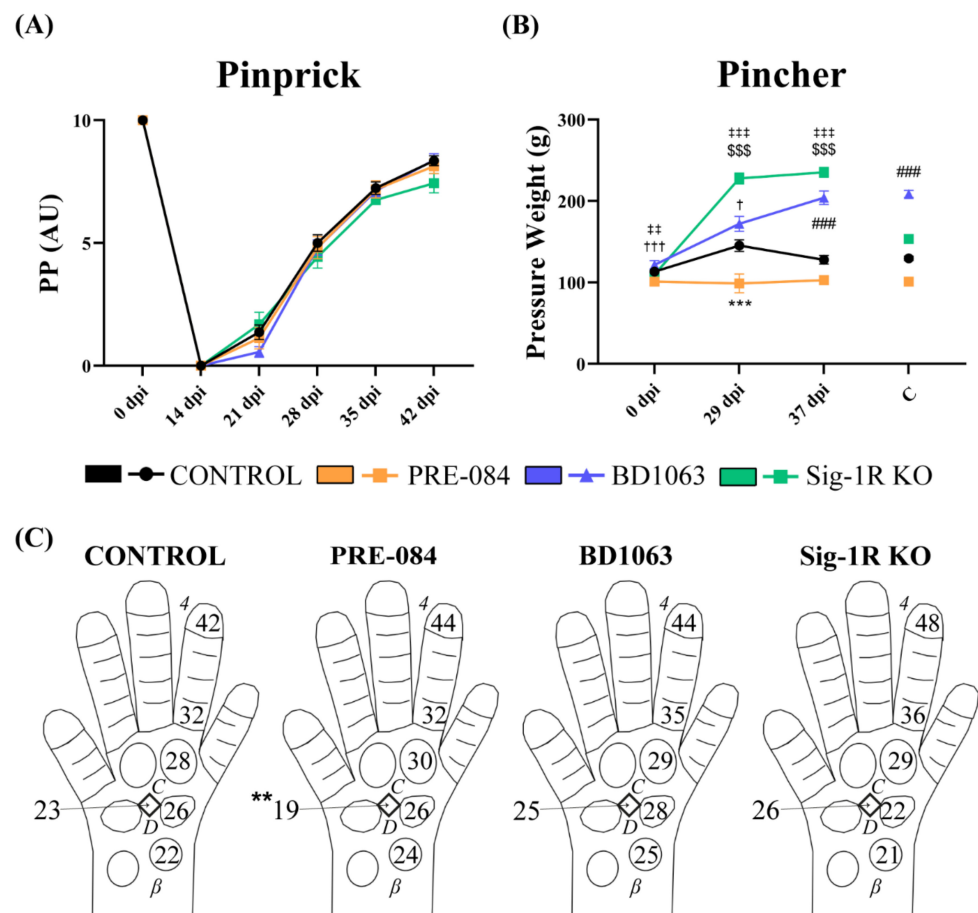 (A)
Pinprick
PP (AU)
10
5
0
0 dpi
14 dpi
21 dpi
28 dpi
35 dpi
42 dpi
(B)
Pincher
Pressure Weight (g)
300
200
100
0
‡‡
†††
‡‡‡
$$$
†
***
‡‡‡
$$$
###
###
0 dpi
29 dpi
37 dpi
C
CONTROL PRE-084 BD1063 Sig-1R KO
(C)
CONTROL PRE-084 BD1063 Sig-1R KO
4 4 4 4
42 44 44 48
32 32 35 36
28 30 29 29
C C C C
23 26 **19 26 25 28 26 22
D D D D
22 24 25 21
β β β β